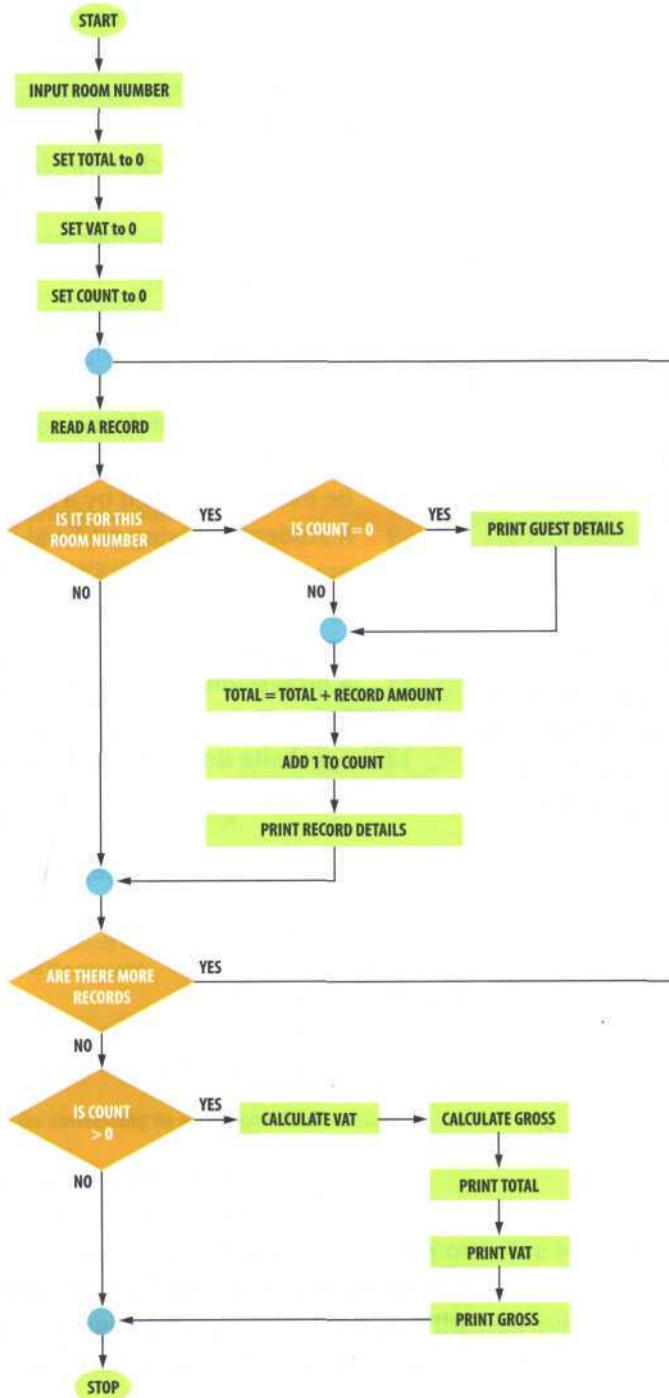 START
INPUT ROOM NUMBER
SET TOTAL to 0
SET VAT to 0
SET COUNT to 0
READ A RECORD
IS IT FOR THIS
ROOM NUMBER
YES
IS COUNT = 0
YES
PRINT GUEST DETAILS
NO
NO
TOTAL = TOTAL + RECORD AMOUNT
ADD 1 TO COUNT
PRINT RECORD DETAILS
ARE THERE MORE
RECORDS
YES
NO
IS COUNT
> 0
YES
CALCULATE VAT
CALCULATE GROSS
NO
PRINT TOTAL
PRINT VAT
PRINT GROSS
STOP